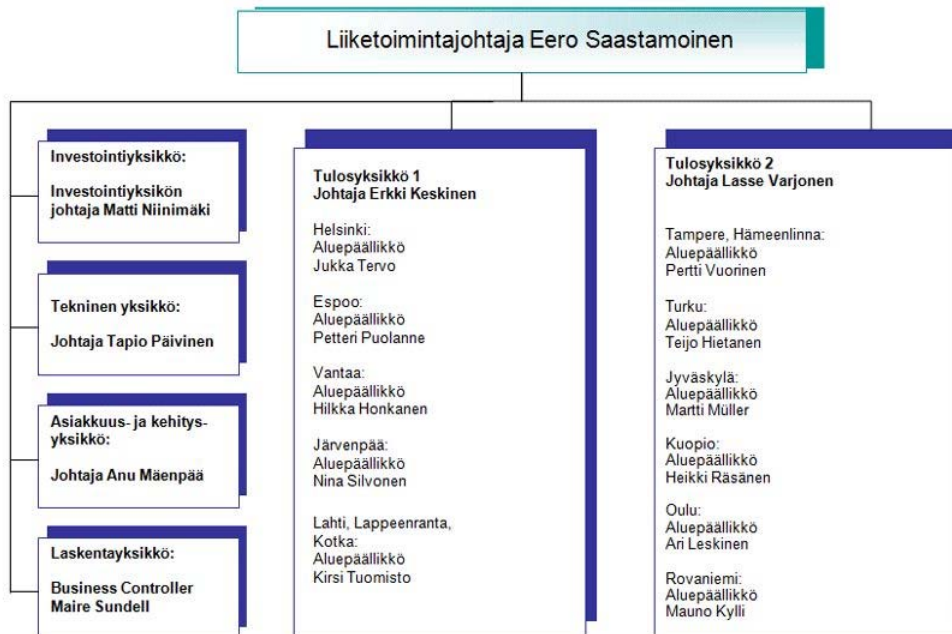 Liiketoimintajohtaja Eero Saastamoinen
Investointiyksikkö:
Investointiyksikön
johtaja Matti Niinimäki
Tekninen yksikkö:
Johtaja Tapio Päivinen
Asiakkuus- ja kehitys-
yksikkö:
Johtaja Anu Mäenpää
Laskentayksikkö:
Business Controller
Maire Sundell
Tulosyksikkö 1
Johtaja Erkki Keskinen
Helsinki:
Aluepäällikkö
Jukka Tervo
Espoo:
Aluepäällikkö
Petteri Puolanne
Vantaa:
Aluepäällikkö
Hilkka Honkanen
Järvenpää:
Aluepäällikkö
Nina Silvonen
Lahti, Lappeenranta,
Kotka:
Aluepäällikkö
Kirsi Tuomisto
Tulosyksikkö 2
Johtaja Lasse Varjonen
Tampere, Hämeenlinna:
Aluepäällikkö
Pertti Vuorinen
Turku:
Aluepäällikkö
Teijo Hietanen
Jyväskylä:
Aluepäällikkö
Martti Müller
Kuopio:
Aluepäällikkö
Heikki Räsänen
Oulu:
Aluepäällikkö
Ari Leskinen
Rovaniemi:
Aluepäällikkö
Mauno Kylli